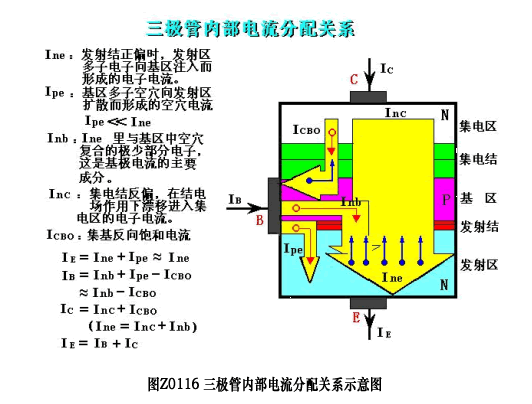 三极管内部电流分配关系
Ine：发射结正偏时，发射区
多子电子向基区注入而
形成的电子电流。
Ipe：基区多子空穴向发射区
扩散而形成的空穴电流
Ipe≪Ine
Inb：Ine 里与基区中空穴
复合的极少部分电子，
这是基极电流的主要
成分。
Inc：集电结反偏，在结电
场作用下漂移进入集
电区的电子电流。
ICBO：集基反向饱和电流
IE＝Ine＋Ipe≈Ine
IB＝Inb＋Ipe－ICBO
≈Inb－ICBO
IC＝Inc＋ICBO
（Ine＝Inc＋Inb）
IE＝IB＋IC
C
IC
Inc
N
ICBO
集电区
集电结
IB
B
Inb
P
基 区
发射结
Ipe
Ine
发射区
N
E
IE
图Z0116 三极管内部电流分配关系示意图